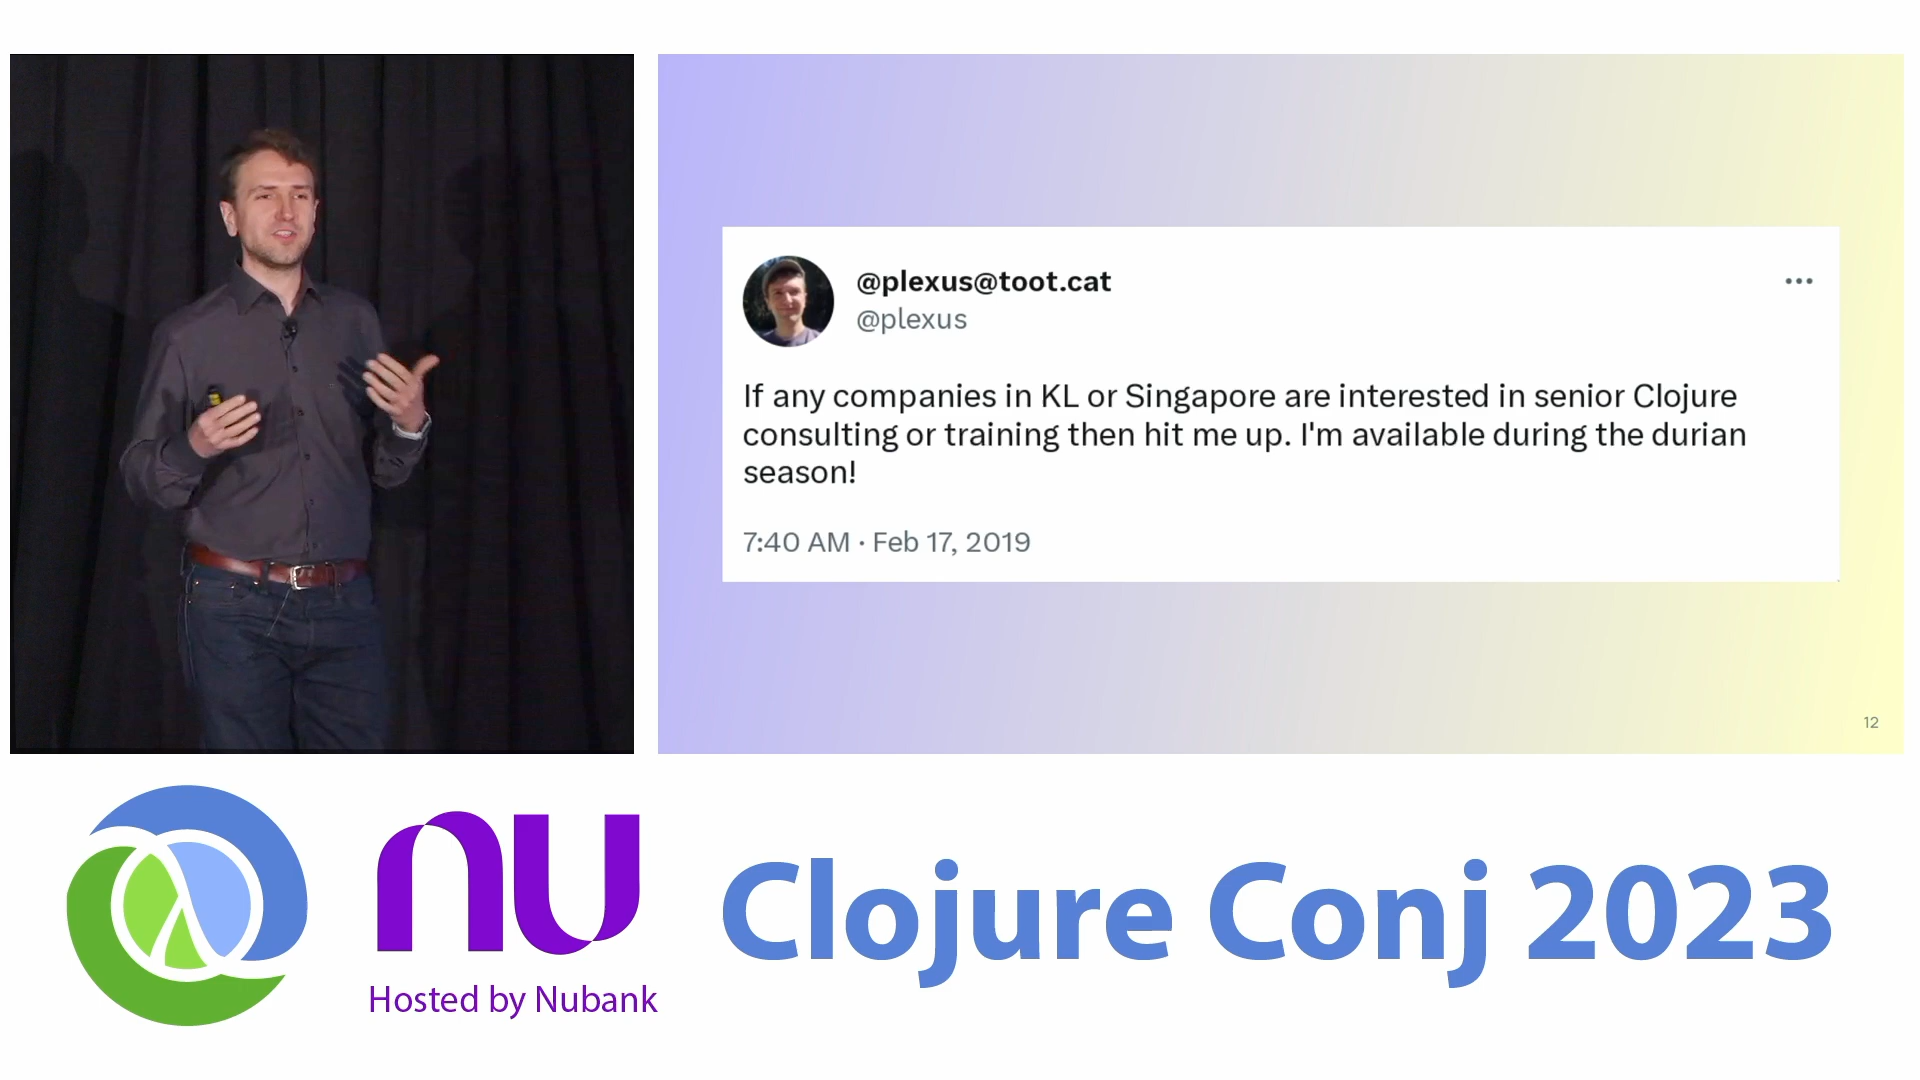 @plexus@toot.cat
@plexus
If any companies in KL or Singapore are interested in senior Clojure
consulting or training then hit me up. I'm available during the durian
season!
7:40 AM · Feb 17, 2019
12
nu
Hosted by Nubank
Clojure Conj 2023